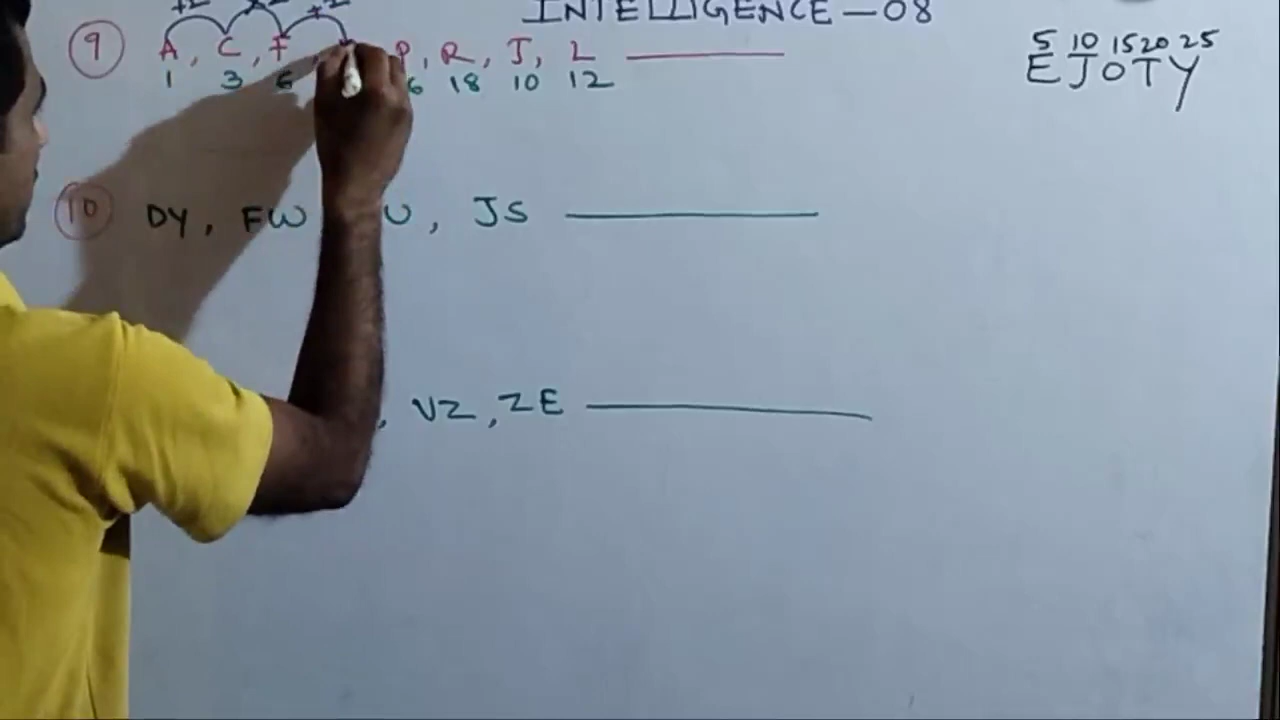 INTELLIGENCE – 08
+2 ×2 +2
9 A, C, F, P, R, J, L
1 3 6 6 18 10 12
5 10 15 20 25
E J O T Y
10 DY, FW U, JS
, VZ, ZE